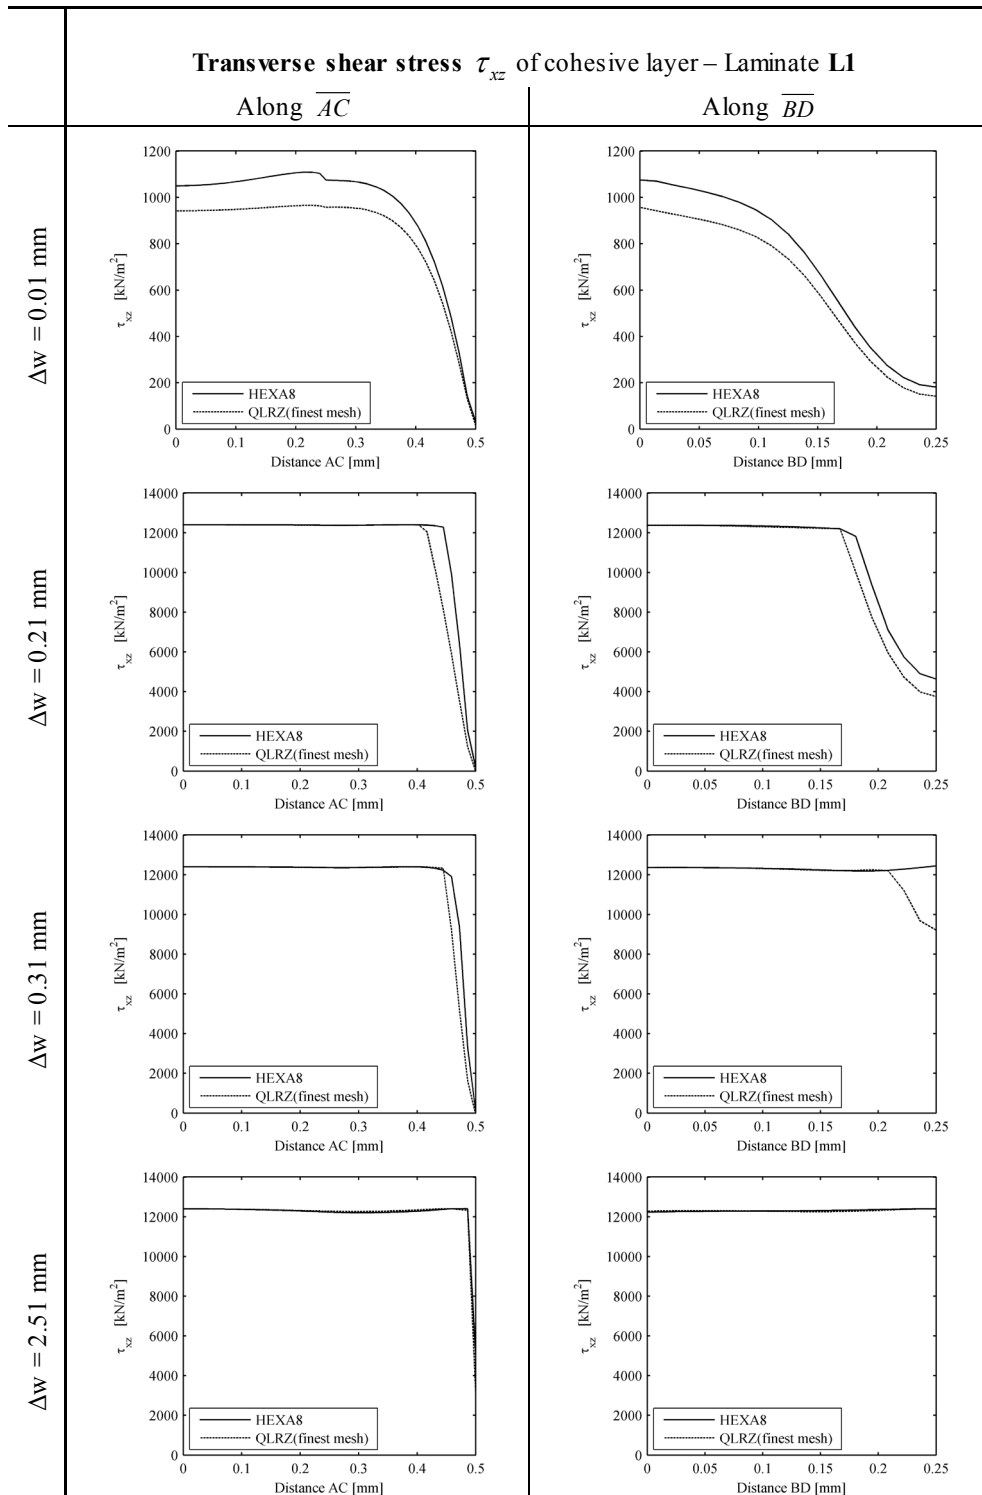 Transverse shear stress τxz of cohesive layer – Laminate L1
Along AC
Along BD
Δw = 0.01 mm
τxz [kN/m²]
1200
1000
800
600
400
200
0
HEXA8
QLRZ(finest mesh)
0 0.1 0.2 0.3 0.4 0.5
Distance AC [mm]
τxz [kN/m²]
1200
1000
800
600
400
200
0
HEXA8
QLRZ(finest mesh)
0 0.05 0.1 0.15 0.2 0.25
Distance BD [mm]
Δw = 0.21 mm
τxz [kN/m²]
14000
12000
10000
8000
6000
4000
2000
0
HEXA8
QLRZ(finest mesh)
0 0.1 0.2 0.3 0.4 0.5
Distance AC [mm]
τxz [kN/m²]
14000
12000
10000
8000
6000
4000
2000
0
HEXA8
QLRZ(finest mesh)
0 0.05 0.1 0.15 0.2 0.25
Distance BD [mm]
Δw = 0.31 mm
τxz [kN/m²]
14000
12000
10000
8000
6000
4000
2000
0
HEXA8
QLRZ(finest mesh)
0 0.1 0.2 0.3 0.4 0.5
Distance AC [mm]
τxz [kN/m²]
14000
12000
10000
8000
6000
4000
2000
0
HEXA8
QLRZ(finest mesh)
0 0.05 0.1 0.15 0.2 0.25
Distance BD [mm]
Δw = 2.51 mm
τxz [kN/m²]
14000
12000
10000
8000
6000
4000
2000
0
HEXA8
QLRZ(finest mesh)
0 0.1 0.2 0.3 0.4 0.5
Distance AC [mm]
τxz [kN/m²]
14000
12000
10000
8000
6000
4000
2000
0
HEXA8
QLRZ(finest mesh)
0 0.05 0.1 0.15 0.2 0.25
Distance BD [mm]